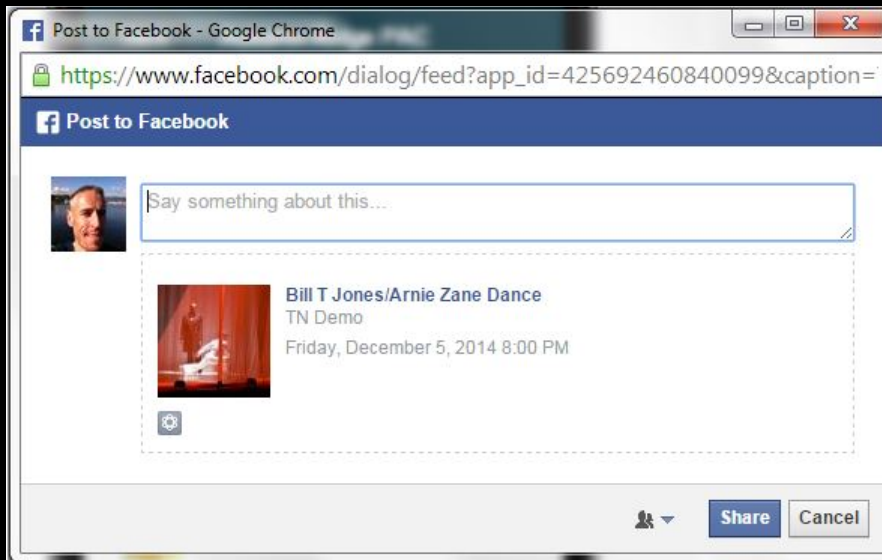 Post to Facebook - Google Chrome
https://www.facebook.com/dialog/feed?app_id=425692460840099&caption=
Post to Facebook
Say something about this...
Bill T Jones/Arnie Zane Dance
TN Demo
Friday, December 5, 2014 8:00 PM
Share Cancel